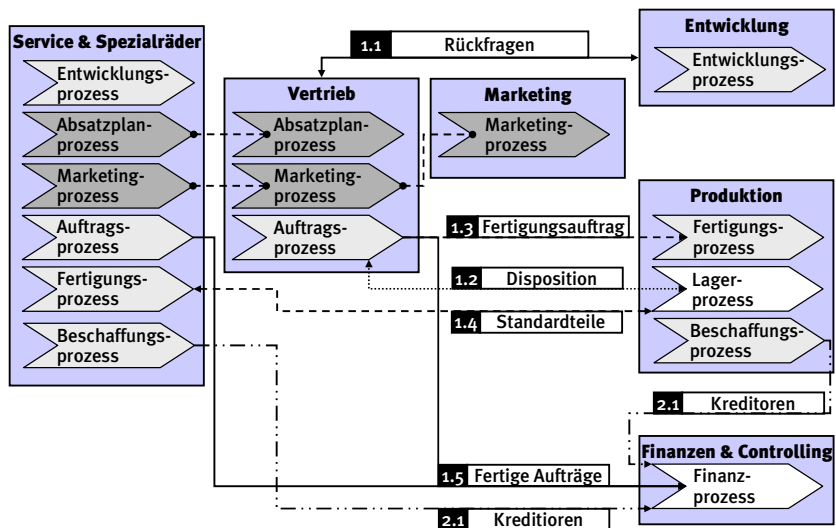 Service & Spezialräder
Entwicklungs-
prozess
Absatzplan-
prozess
Marketing-
prozess
Auftrags-
prozess
Fertigungs-
prozess
Beschaffungs-
prozess
1.1 Rückfragen
Vertrieb
Absatzplan-
prozess
Marketing-
prozess
Auftrags-
prozess
Marketing
Marketing-
prozess
Entwicklung
Entwicklungs-
prozess
1.3 Fertigungsauftrag
1.2 Disposition
1.4 Standardteile
Produktion
Fertigungs-
prozess
Lager-
prozess
Beschaffungs-
prozess
2.1 Kreditoren
Finanzen & Controlling
Finanz-
prozess
1.5 Fertige Aufträge
2.1 Kreditioren